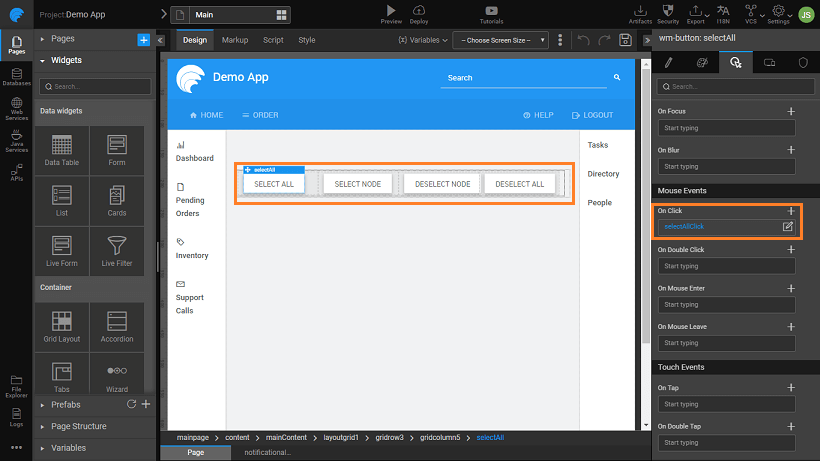 Project:Demo App
Main
Preview
Deploy
Tutorials
Artifacts
Security
Export
I18N
VCS
Settings
JS
Pages
Databases
Web
Services
Java
Services
APIs
File
Explorer
Logs
Pages
Widgets
Search...
Data widgets
Data Table
Form
List
Cards
Live Form
Live Filter
Container
Grid Layout
Accordion
Tabs
Wizard
Prefabs
Page Structure
Variables
Design
Markup
Script
Style
(x) Variables
-- Choose Screen Size --
Demo App
Search
HOME
ORDER
HELP
LOGOUT
Dashboard
Pending
Orders
Inventory
Support
Calls
selectAll
SELECT ALL
SELECT NODE
DESELECT NODE
DESELECT ALL
Tasks
Directory
People
mainpage > content > mainContent > layoutgrid1 > gridrow3 > gridcolumn5 > selectAll
Page
notificational...
wm-button: selectAll
Search...
On Focus
Start typing
On Blur
Start typing
Mouse Events
On Click
selectAllClick
On Double Click
Start typing
On Mouse Enter
Start typing
On Mouse Leave
Start typing
Touch Events
On Tap
Start typing
On Double Tap
Start typing